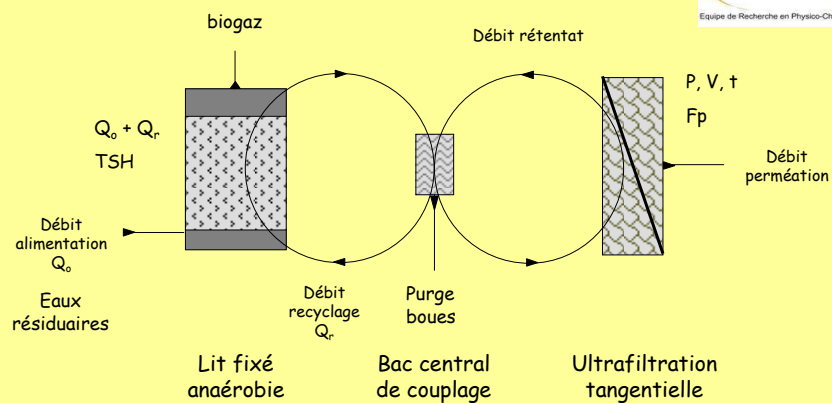 Equipe de Recherche en Physico-Ch
biogaz
Débit rétentat
P, V, t
Fp
Qo + Qr
TSH
Débit
perméation
Débit
alimentation
Qo
Eaux
résiduaires
Débit
recyclage
Qr
Purge
boues
Lit fixé
anaérobie
Bac central
de couplage
Ultrafiltration
tangentielle